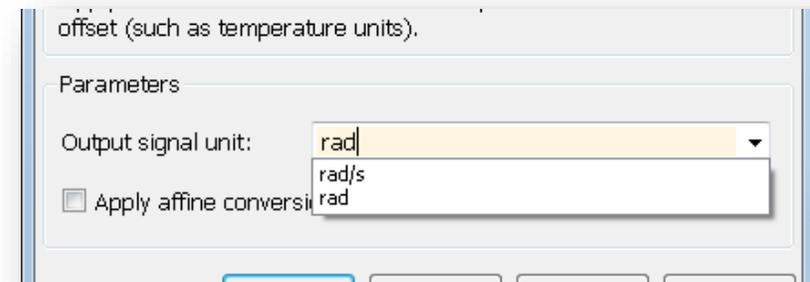 offset (such as temperature units).
Parameters
Output signal unit: rad
rad/s
rad
Apply affine conversi